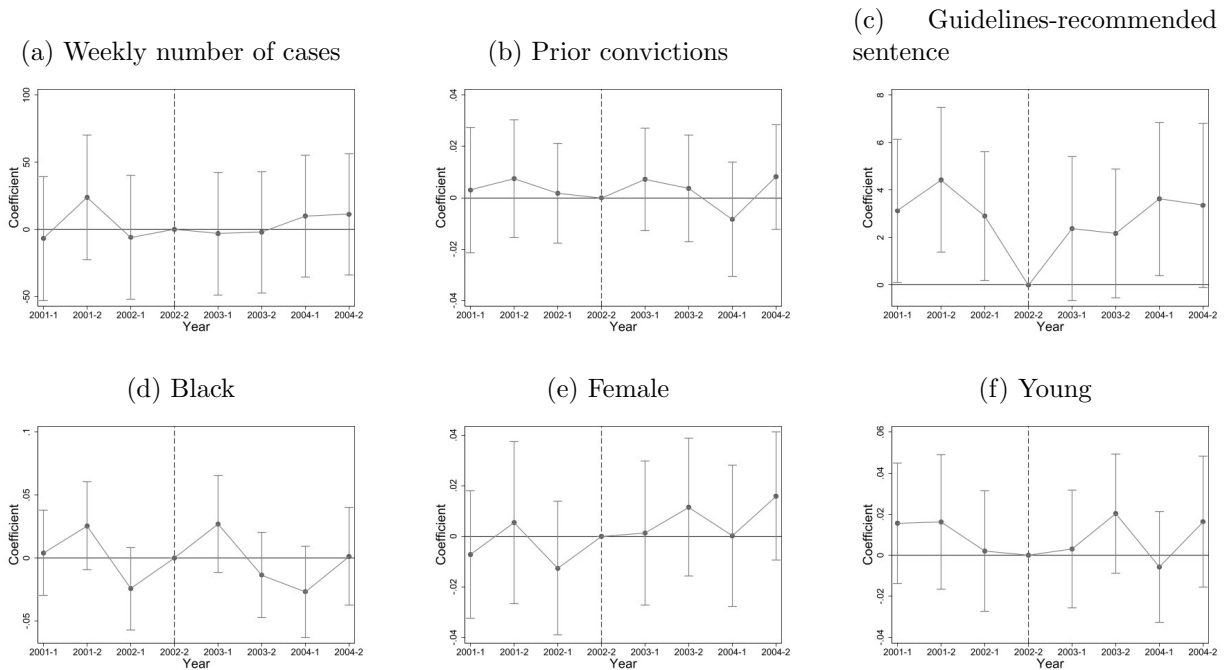 (a) Weekly number of cases
(b) Prior convictions
(c) Guidelines-recommended
sentence
Coefficient
100
50
0
-50
2001-1 2001-2 2002-1 2002-2 2003-1 2003-2 2004-1 2004-2
Year
Coefficient
.04
.02
0
-.02
-.04
2001-1 2001-2 2002-1 2002-2 2003-1 2003-2 2004-1 2004-2
Year
Coefficient
8
6
4
2
0
2001-1 2001-2 2002-1 2002-2 2003-1 2003-2 2004-1 2004-2
Year
(d) Black
(e) Female
(f) Young
Coefficient
.1
.05
0
-.05
2001-1 2001-2 2002-1 2002-2 2003-1 2003-2 2004-1 2004-2
Year
Coefficient
.04
.02
0
-.02
-.04
2001-1 2001-2 2002-1 2002-2 2003-1 2003-2 2004-1 2004-2
Year
Coefficient
.06
.04
.02
0
-.02
-.04
2001-1 2001-2 2002-1 2002-2 2003-1 2003-2 2004-1 2004-2
Year